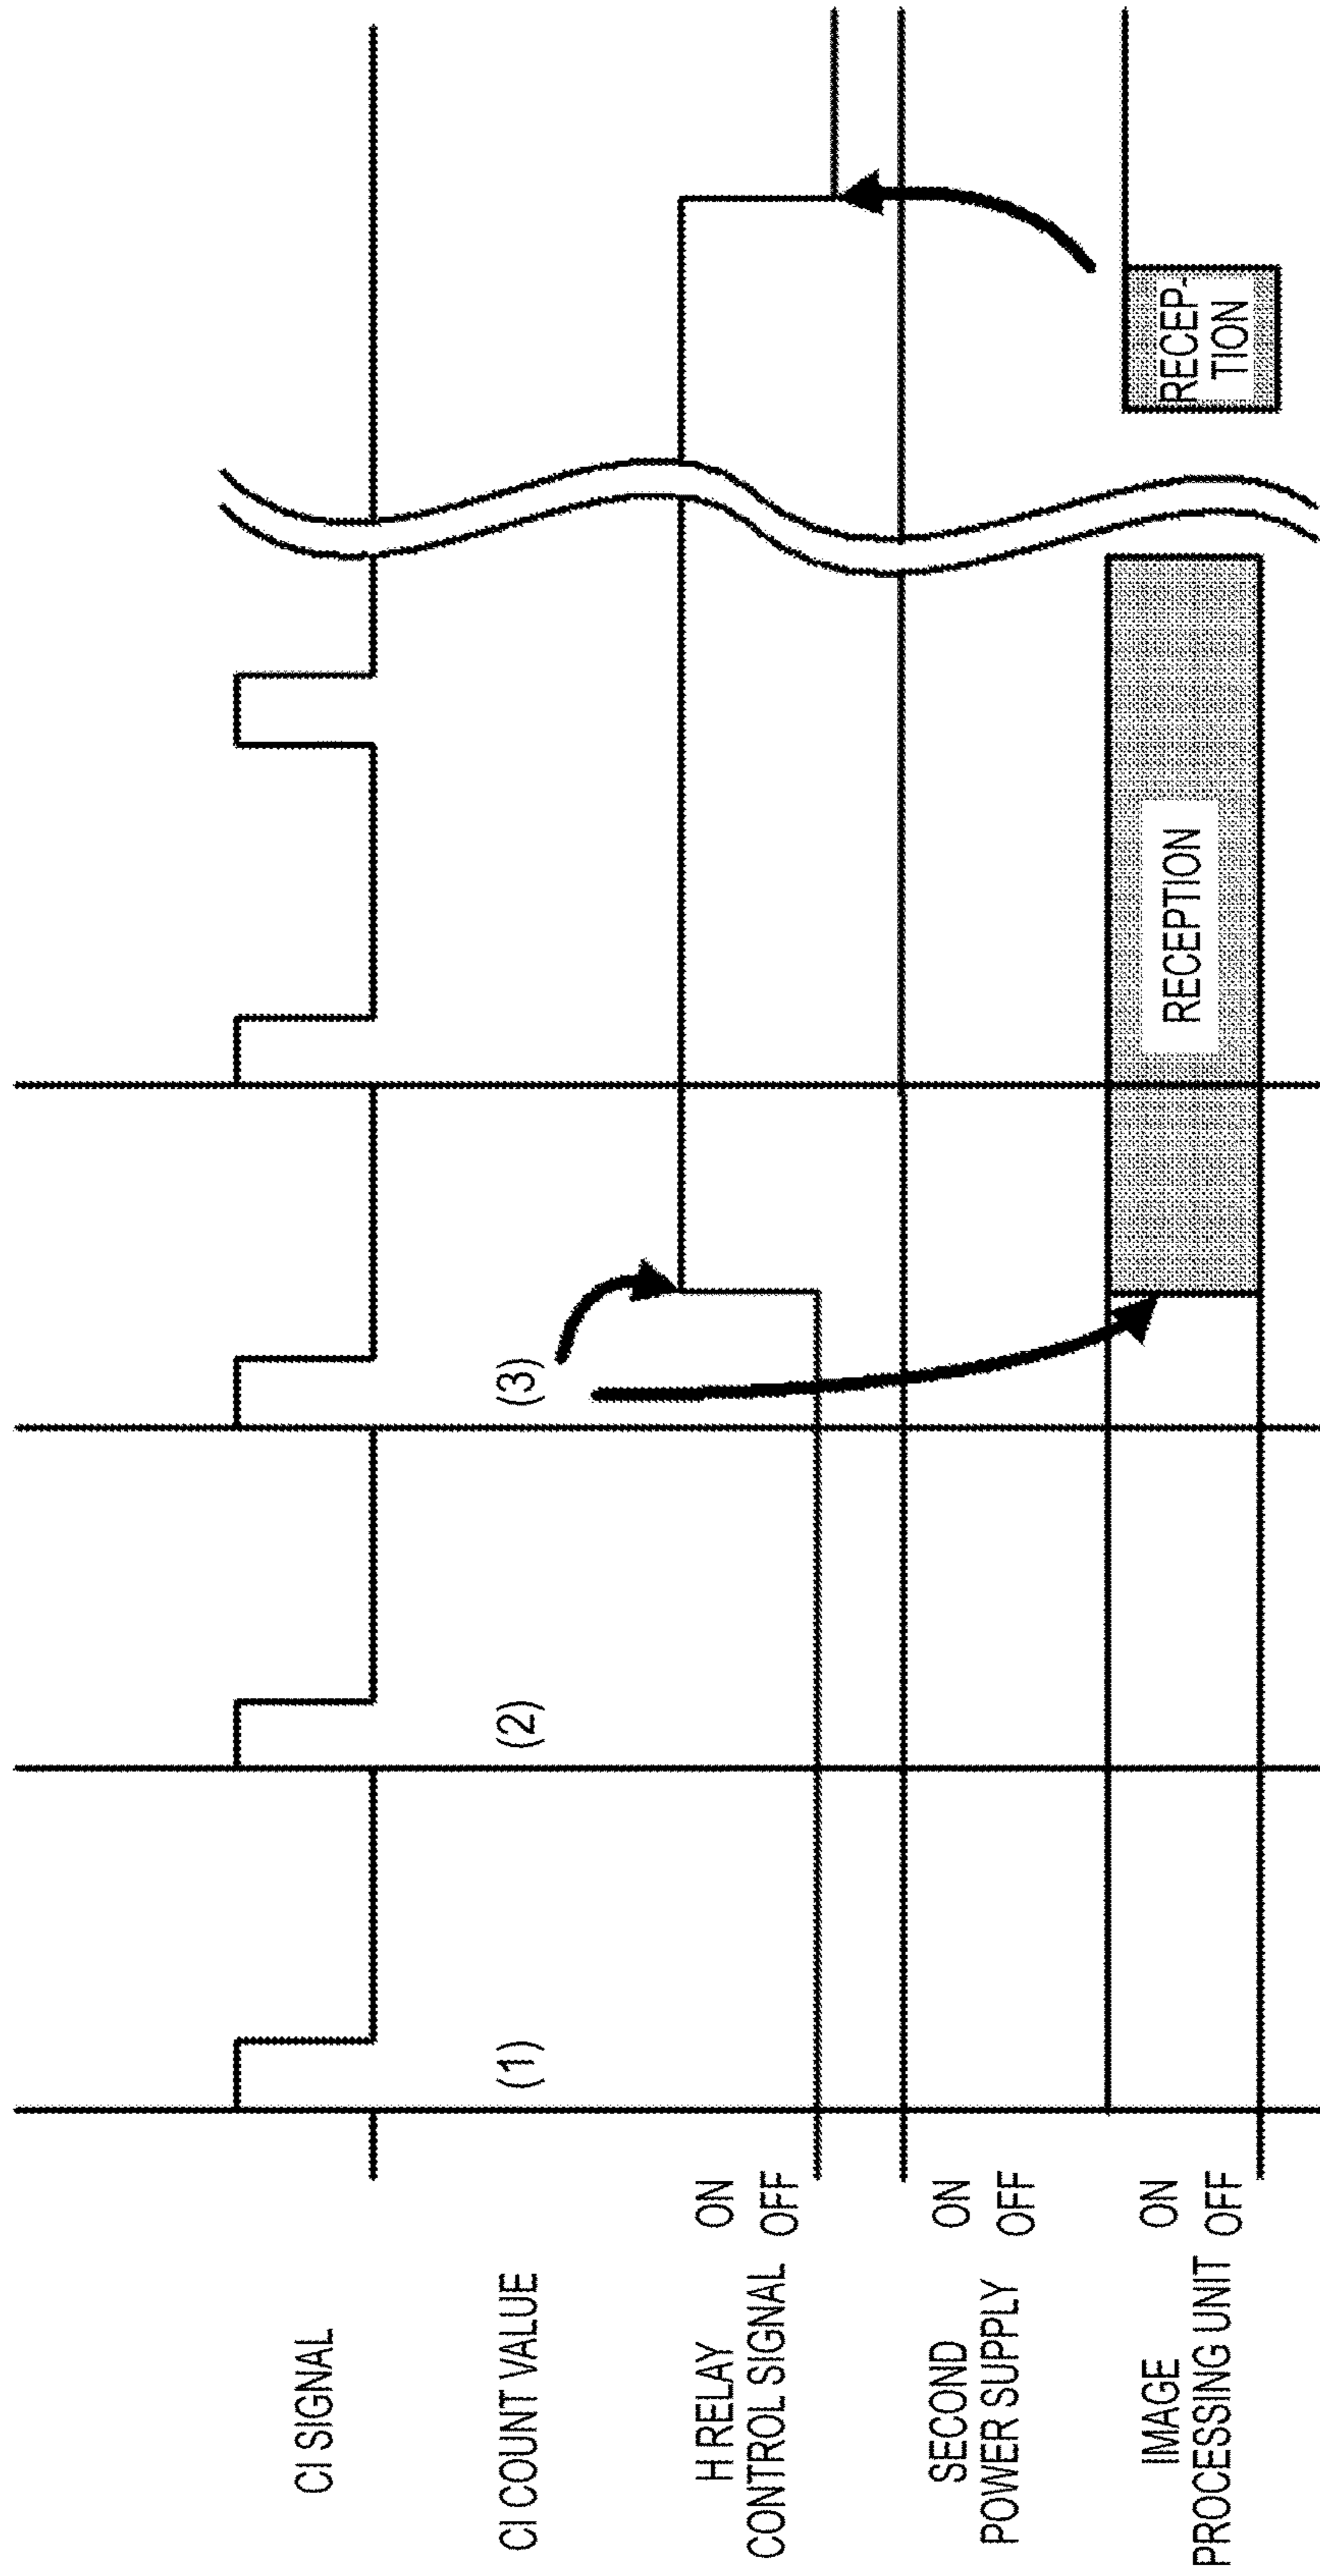 CI SIGNAL
CI COUNT VALUE
(1)
(2)
(3)
H RELAY
CONTROL SIGNAL
ON
OFF
SECOND
POWER SUPPLY
ON
OFF
IMAGE
PROCESSING UNIT
ON
OFF
RECEPTION
RECEP-
TION